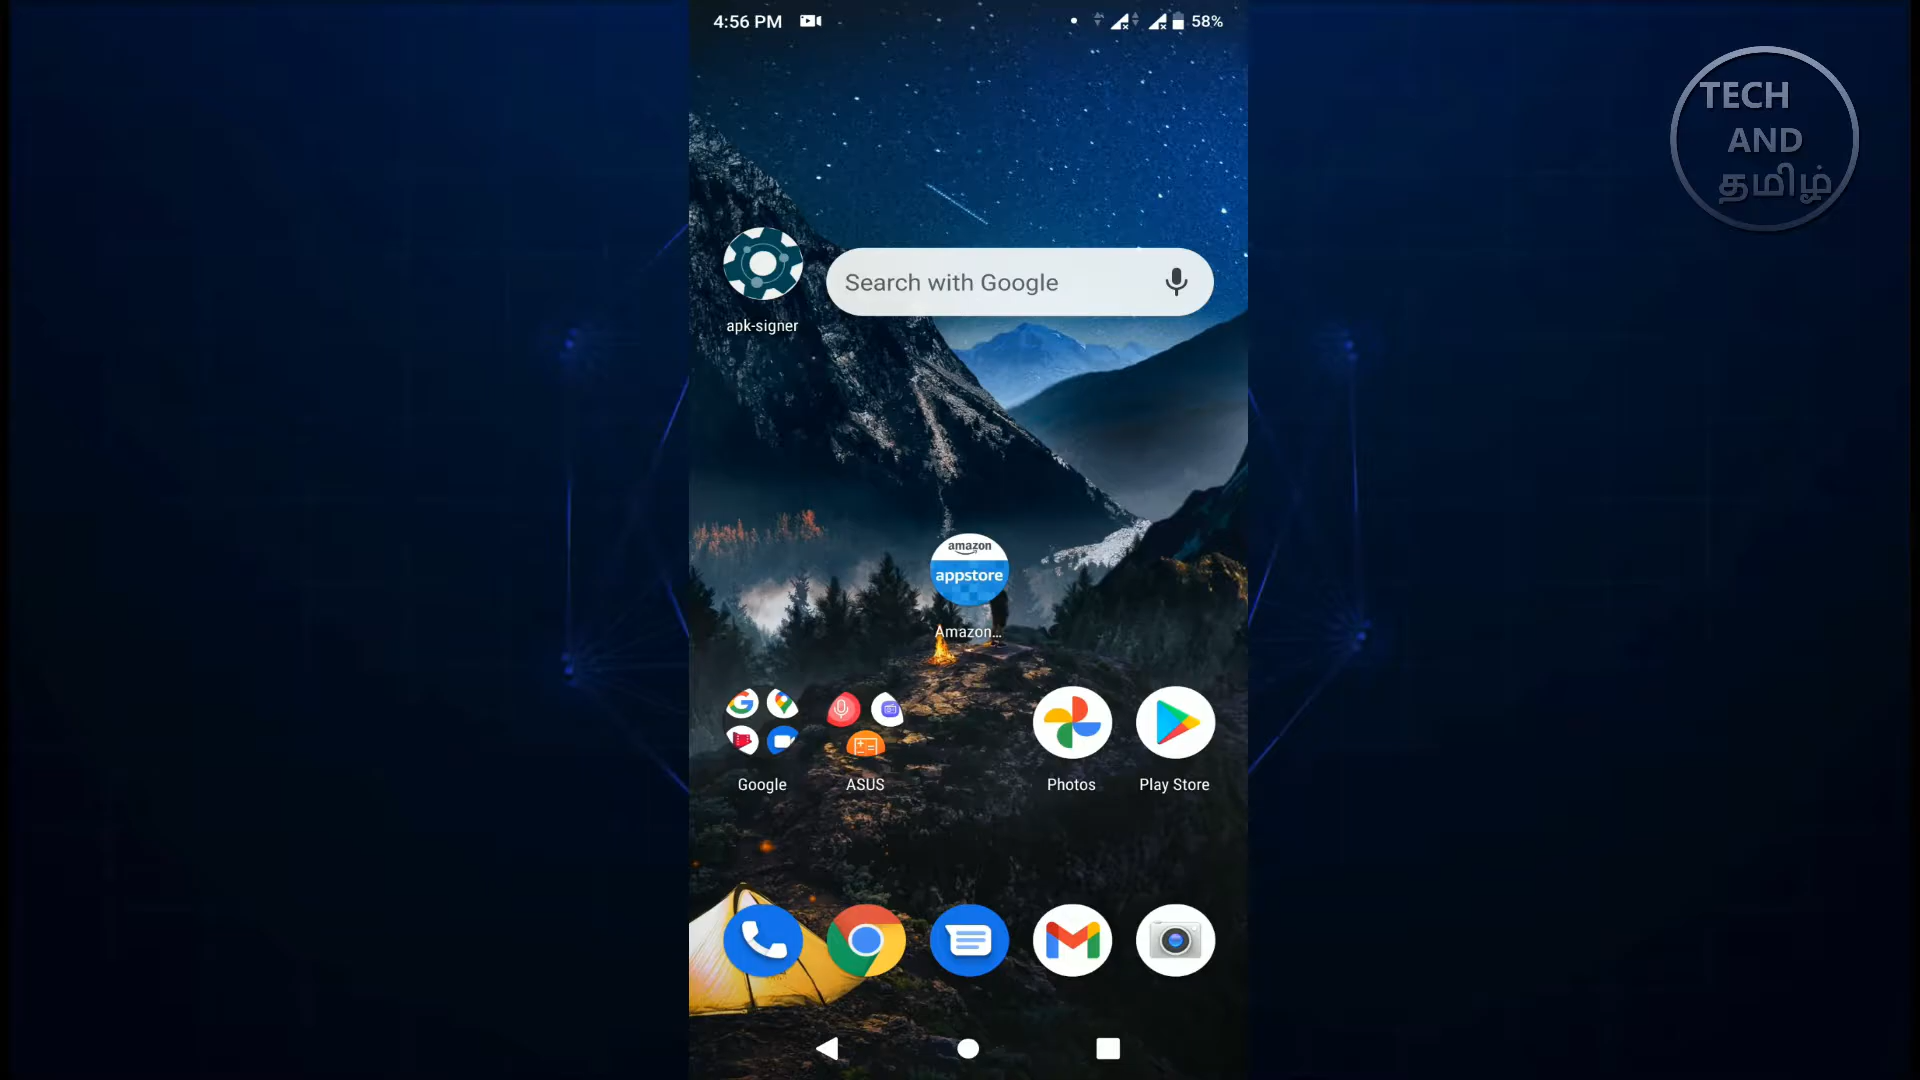 4:56 PM
58%
TECH
AND
தமிழ்
apk-signer
Search with Google
amazon
appstore
Amazon...
Google
ASUS
Photos
Play Store